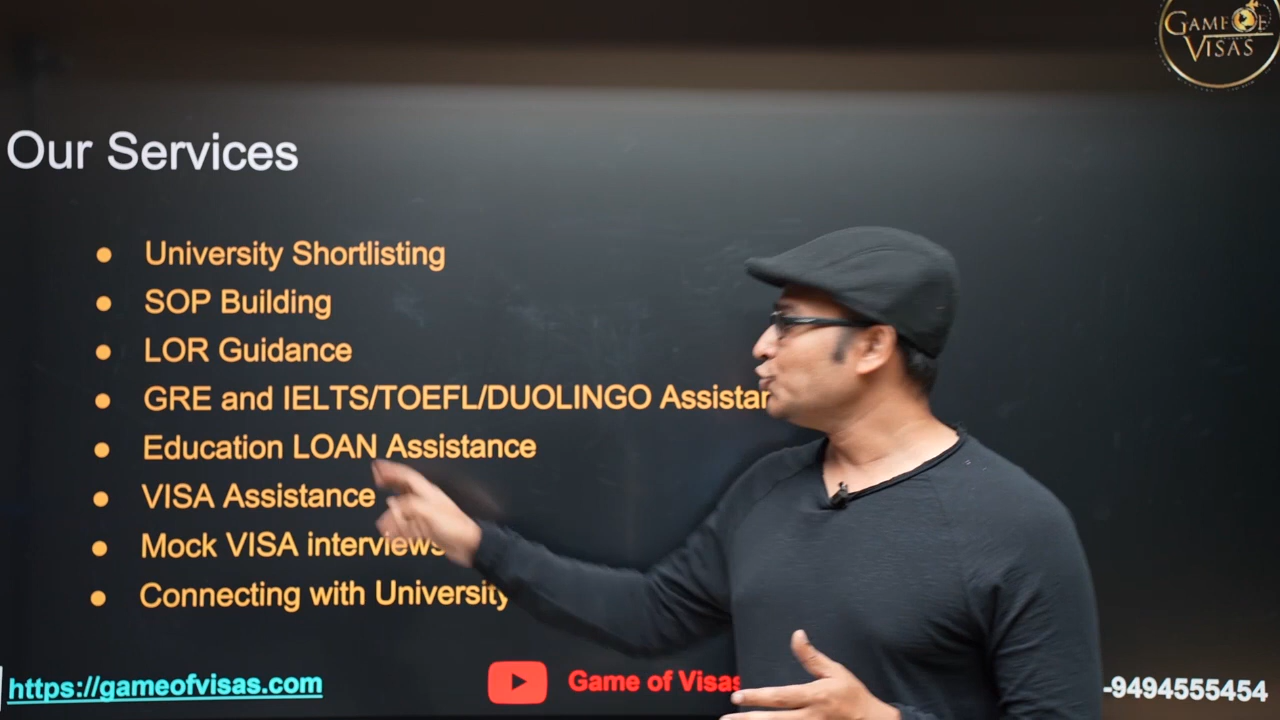 GAME OF
VISAS
Our Services
University Shortlisting
SOP Building
LOR Guidance
GRE and IELTS/TOEFL/DUOLINGO
Education LOAN Assistance
VISA Assistance
Mock VISA interviews
Connecting with University
https://gameofvisas.com
Game of Visas
-9494555454